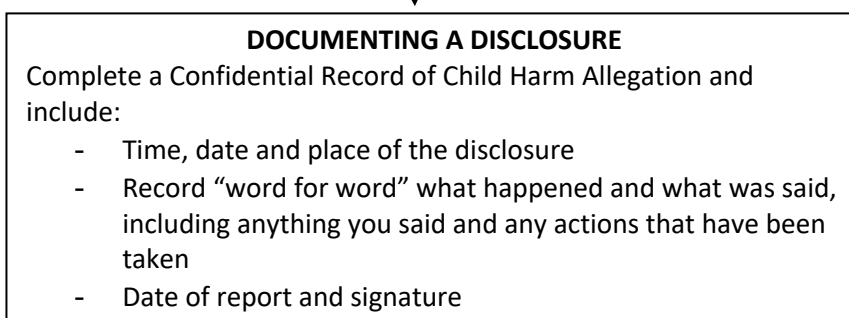 DOCUMENTING A DISCLOSURE
Complete a Confidential Record of Child Harm Allegation and
include:
- Time, date and place of the disclosure
- Record “word for word” what happened and what was said,
including anything you said and any actions that have been
taken
- Date of report and signature